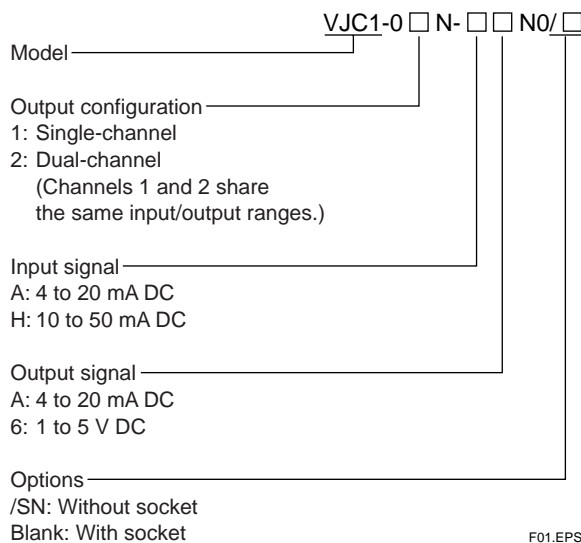 VJC1-0 □ N- □ □ N0/ □
Model
Output configuration
1: Single-channel
2: Dual-channel
(Channels 1 and 2 share
the same input/output ranges.)
Input signal
A: 4 to 20 mA DC
H: 10 to 50 mA DC
Output signal
A: 4 to 20 mA DC
6: 1 to 5 V DC
Options
/SN: Without socket
Blank: With socket
F01.EPS